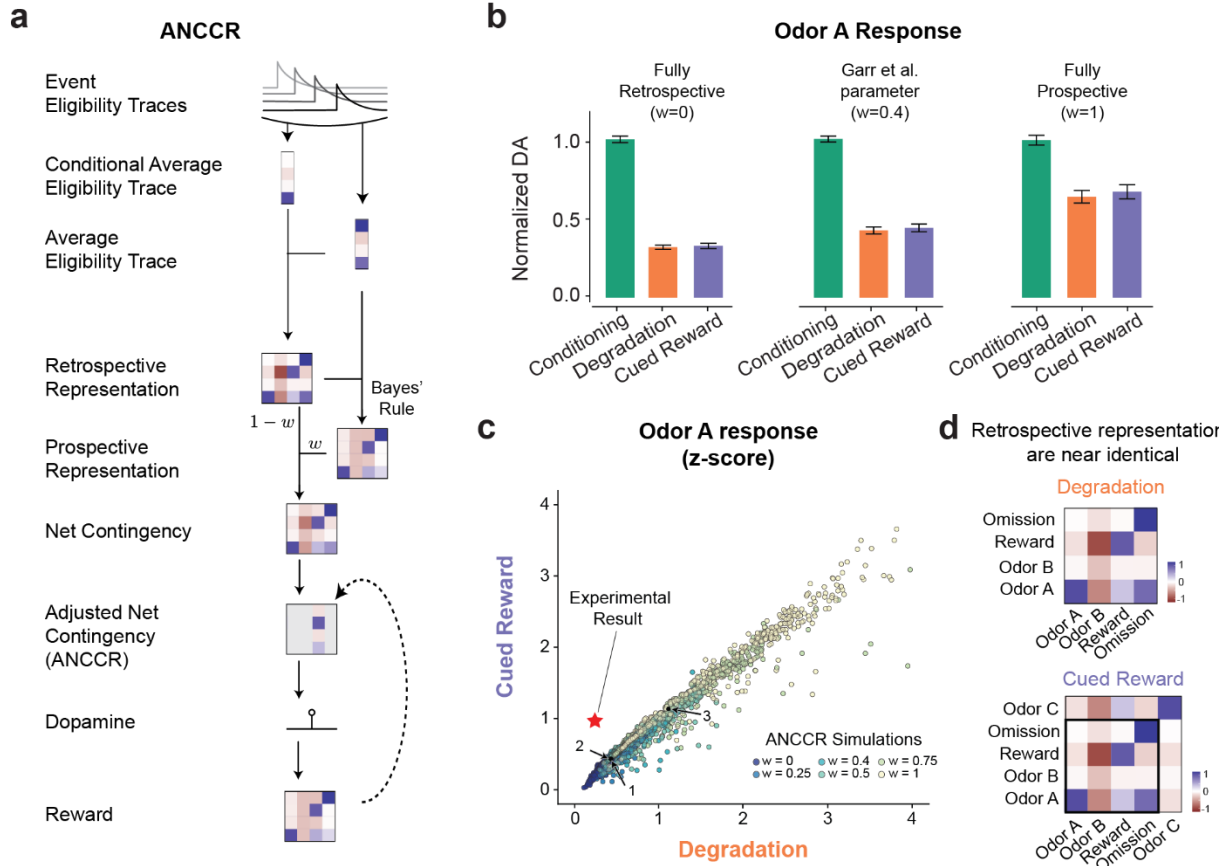 a
ANCCR
Event
Eligibility Traces
Conditional Average
Eligibility Trace
Average
Eligibility Trace
Retrospective
Representation
Bayes'
Rule
1 − w
w
Prospective
Representation
Net Contingency
Adjusted Net
Contingency
(ANCCR)
Dopamine
Reward
b
Odor A Response
Fully
Retrospective
(w=0)
Garr et al.
parameter
(w=0.4)
Fully
Prospective
(w=1)
Normalized DA
1.0
0.5
0.0
Conditioning
Degradation
Cued Reward
Conditioning
Degradation
Cued Reward
Conditioning
Degradation
Cued Reward
c
Odor A response
(z-score)
Cued Reward
4
3
2
1
0
Experimental
Result
2
1
3
ANCCR Simulations
w = 0
w = 0.4
w = 0.75
w = 0.25
w = 0.5
w = 1
0
1
2
3
4
Degradation
d
Retrospective representation
are near identical
Degradation
Omission
Reward
Odor B
Odor A
Odor A
Odor B
Reward
Omission
1
0
-1
Cued Reward
Odor C
Omission
Reward
Odor B
Odor A
Odor A
Odor B
Reward
Omission
Odor C
1
0
-1